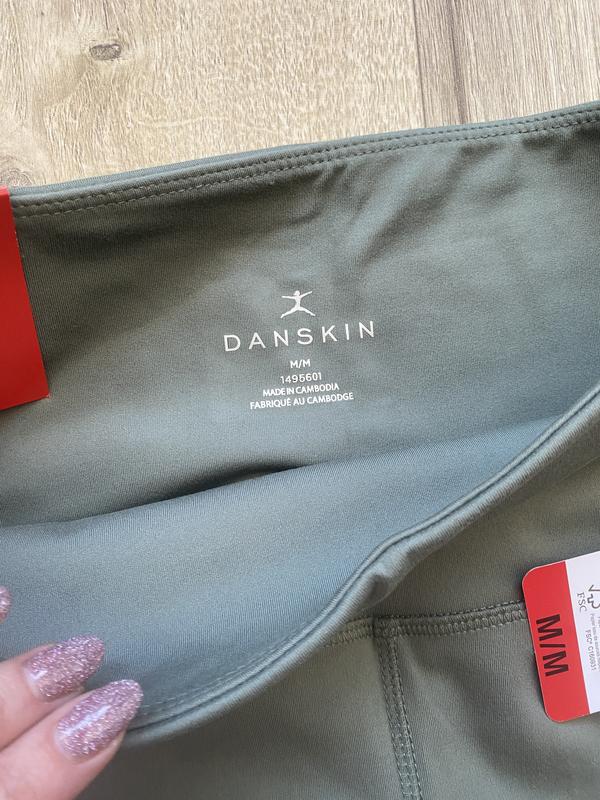 DANSKIN
M/M
1495601
MADE IN CAMBODIA
FABRIQUÉ AU CAMBODGE
M/M
FSC